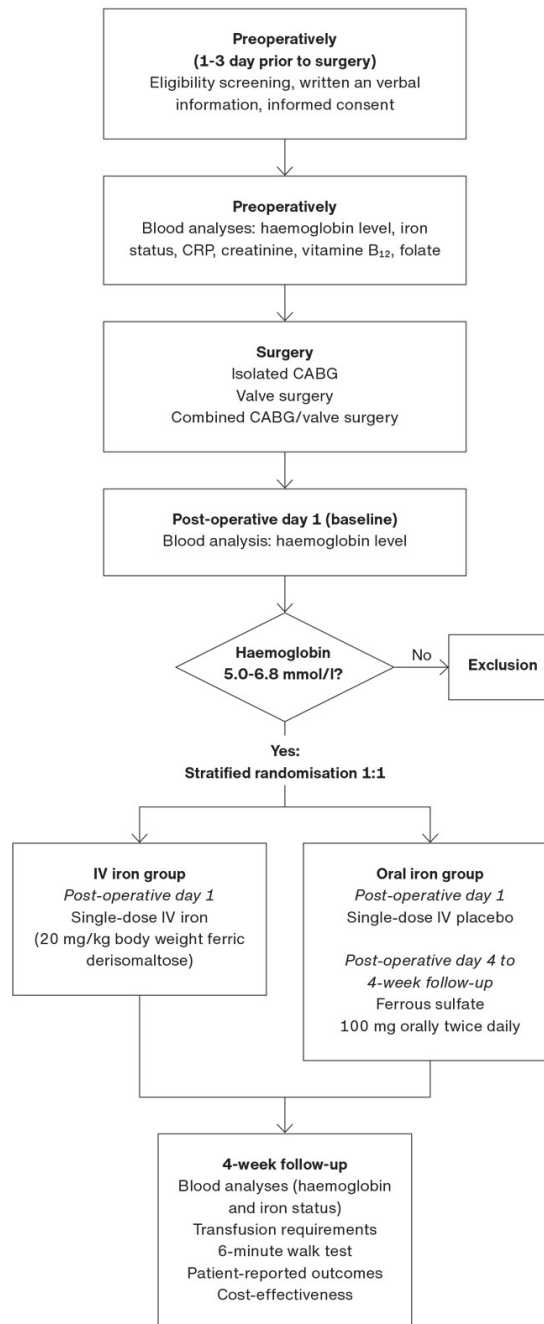 Preoperatively
(1-3 day prior to surgery)
Eligibility screening, written an verbal
information, informed consent
Preoperatively
Blood analyses: haemoglobin level, iron
status, CRP, creatinine, vitamine B₁₂, folate
Surgery
Isolated CABG
Valve surgery
Combined CABG/valve surgery
Post-operative day 1 (baseline)
Blood analysis: haemoglobin level
Haemoglobin
5.0-6.8 mmol/l?
No
Exclusion
Yes:
Stratified randomisation 1:1
IV iron group
Post-operative day 1
Single-dose IV iron
(20 mg/kg body weight ferric
derisomaltose)
Oral iron group
Post-operative day 1
Single-dose IV placebo
Post-operative day 4 to
4-week follow-up
Ferrous sulfate
100 mg orally twice daily
4-week follow-up
Blood analyses (haemoglobin
and iron status)
Transfusion requirements
6-minute walk test
Patient-reported outcomes
Cost-effectiveness